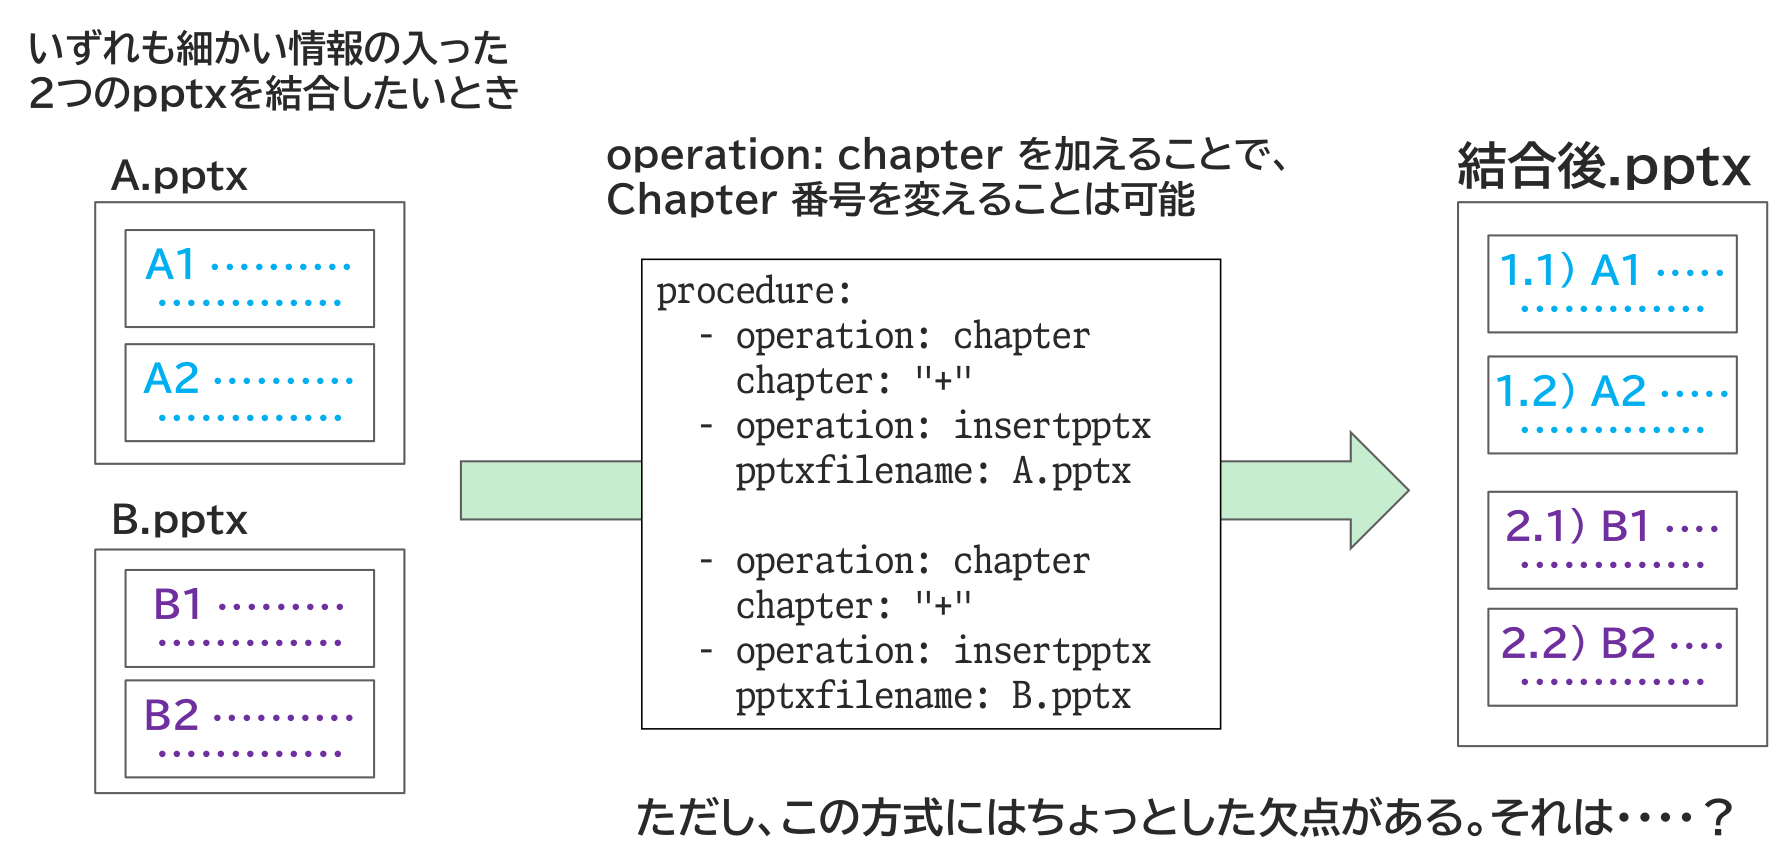 いずれも細かい情報の入った
2つのpptxを結合したいとき
A.pptx
A1 ··········
·············
A2 ··········
·············
B.pptx
B1 ·········
·············
B2 ··········
·············
operation: chapter を加えることで、
Chapter 番号を変えることは可能
procedure:
  - operation: chapter
    chapter: "+"
  - operation: insertpptx
    pptxfilename: A.pptx
  - operation: chapter
    chapter: "+"
  - operation: insertpptx
    pptxfilename: B.pptx
結合後.pptx
1.1) A1 ·····
·············
1.2) A2 ·····
·············
2.1) B1 ····
·············
2.2) B2 ····
·············
ただし、この方式にはちょっとした欠点がある。それは‥‥？